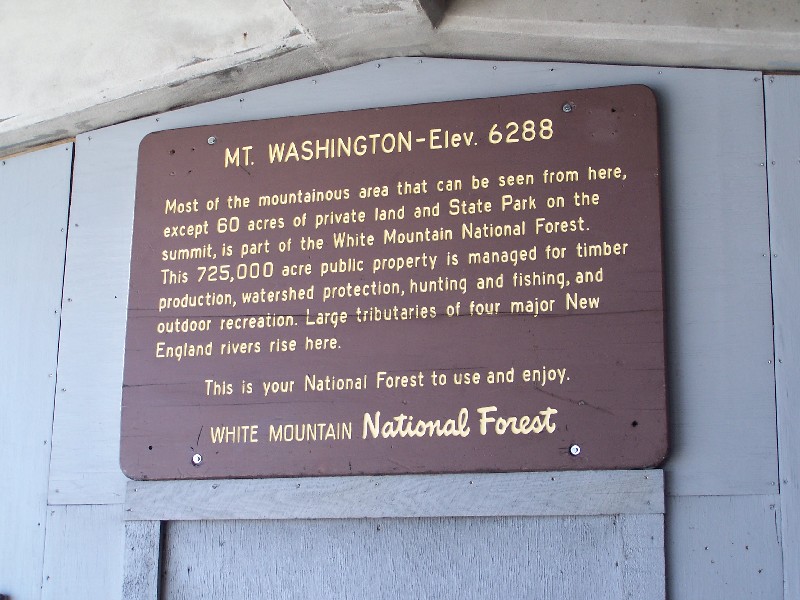 MT. WASHINGTON-Elev. 6288
Most of the mountainous area that can be seen from here,
except 60 acres of private land and State Park on the
summit, is part of the White Mountain National Forest.
This 725,000 acre public property is managed for timber
production, watershed protection, hunting and fishing, and
outdoor recreation. Large tributaries of four major New
England rivers rise here.
This is your National Forest to use and enjoy.
WHITE MOUNTAIN National Forest